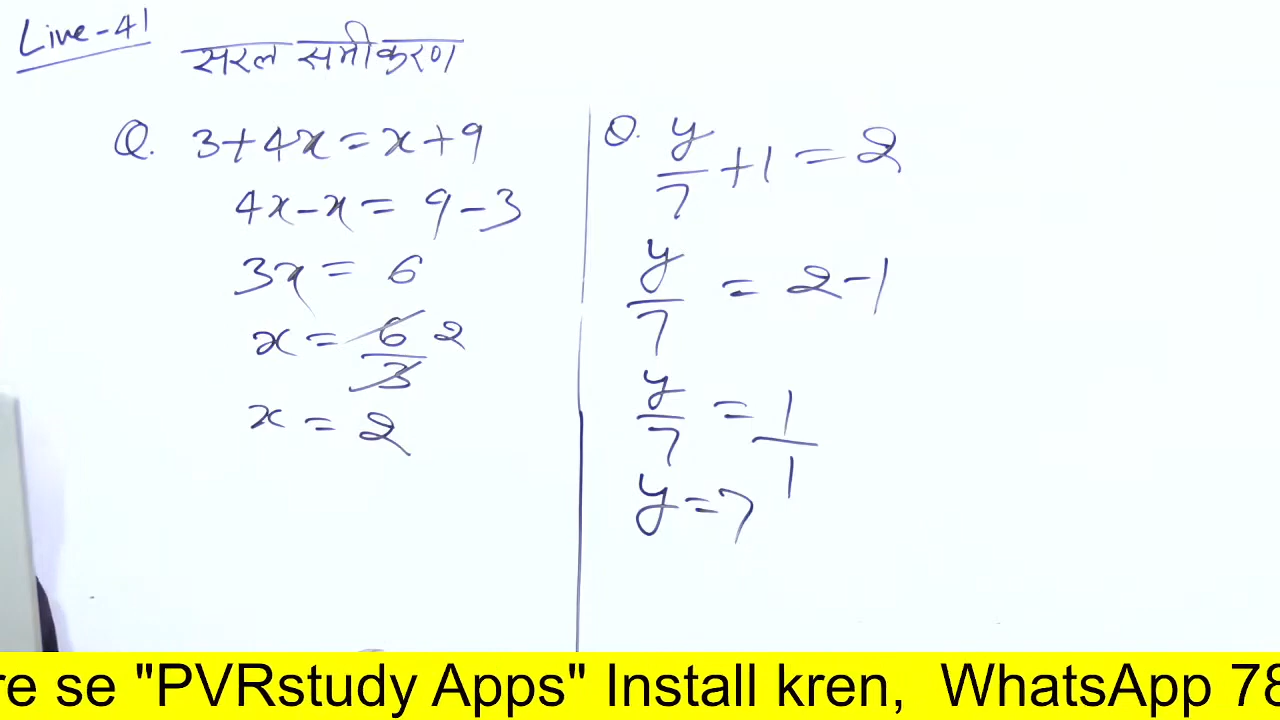 Live-41
सरल समीकरण
Q. 3+4x=x+9
4x-x=9-3
3x=6
x=6/3 2
x=2
Q. y/7+1=2
y/7=2-1
y/7=1/1
y=7
re se "PVRstudy Apps" Install kren, WhatsApp 78